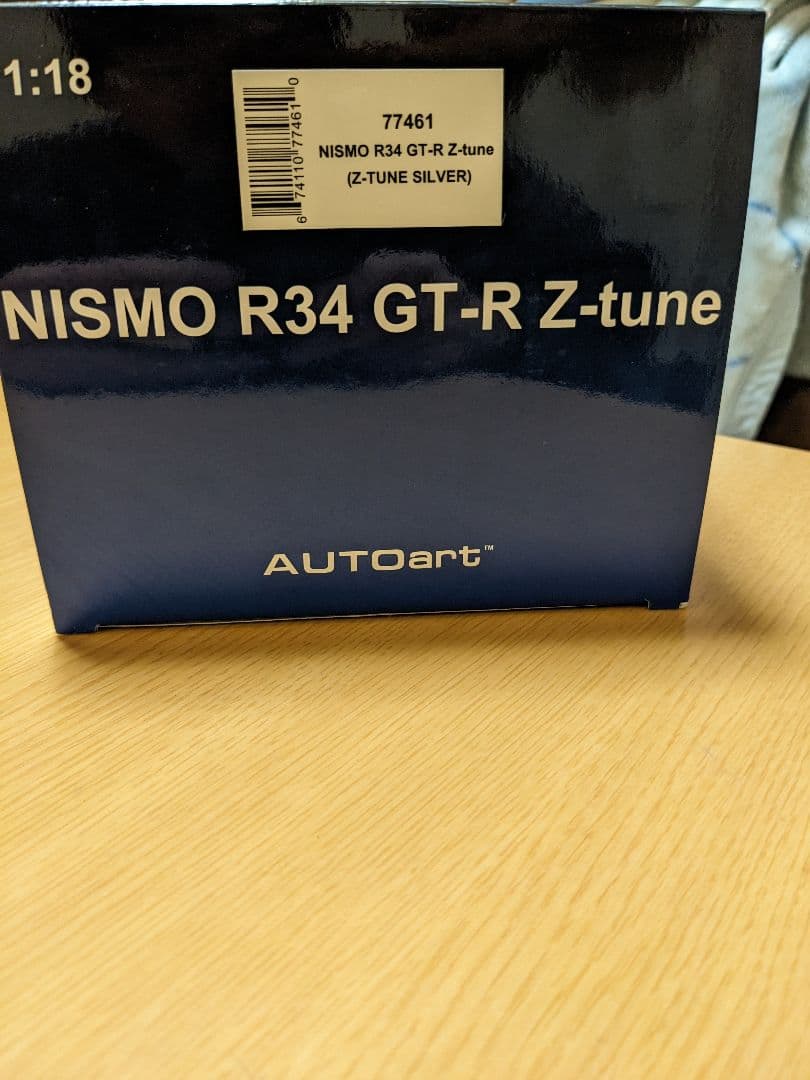 1:18
77461
NISMO R34 GT-R Z-tune
(Z-TUNE SILVER)
6 74110 77461 0
NISMO R34 GT-R Z-tune
AUTOart™